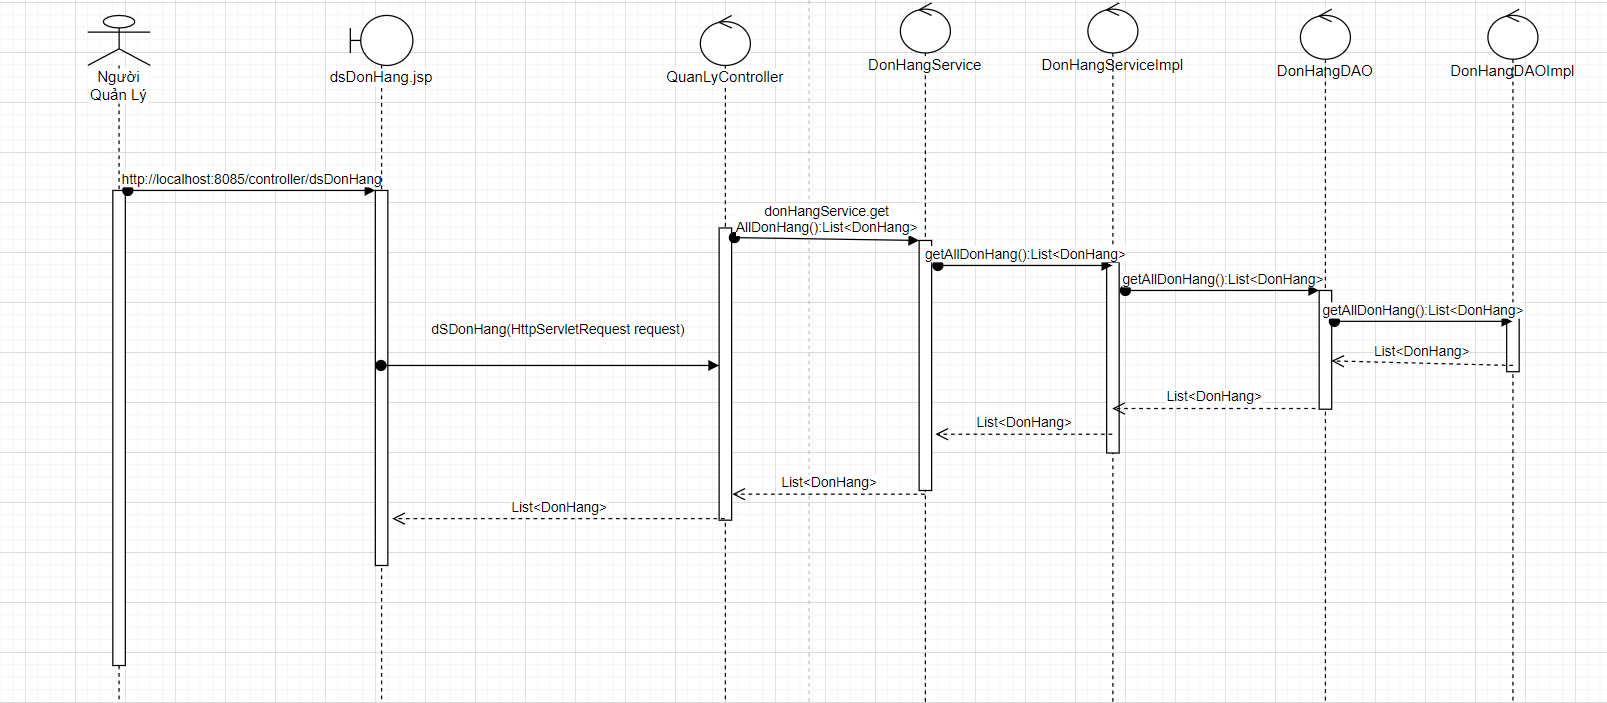 Người
Quản Lý
dsDonHang.jsp
QuanLyController
DonHangService
DonHangServiceImpl
DonHangDAO
DonHangDAOImpl
http://localhost:8085/controller/dsDonHang
donHangService.get
AllDonHang():List<DonHang>
getAllDonHang():List<DonHang>
getAllDonHang():List<DonHang>
getAllDonHang():List<DonHang>
dSDonHang(HttpServletRequest request)
List<DonHang>
List<DonHang>
List<DonHang>
List<DonHang>
List<DonHang>